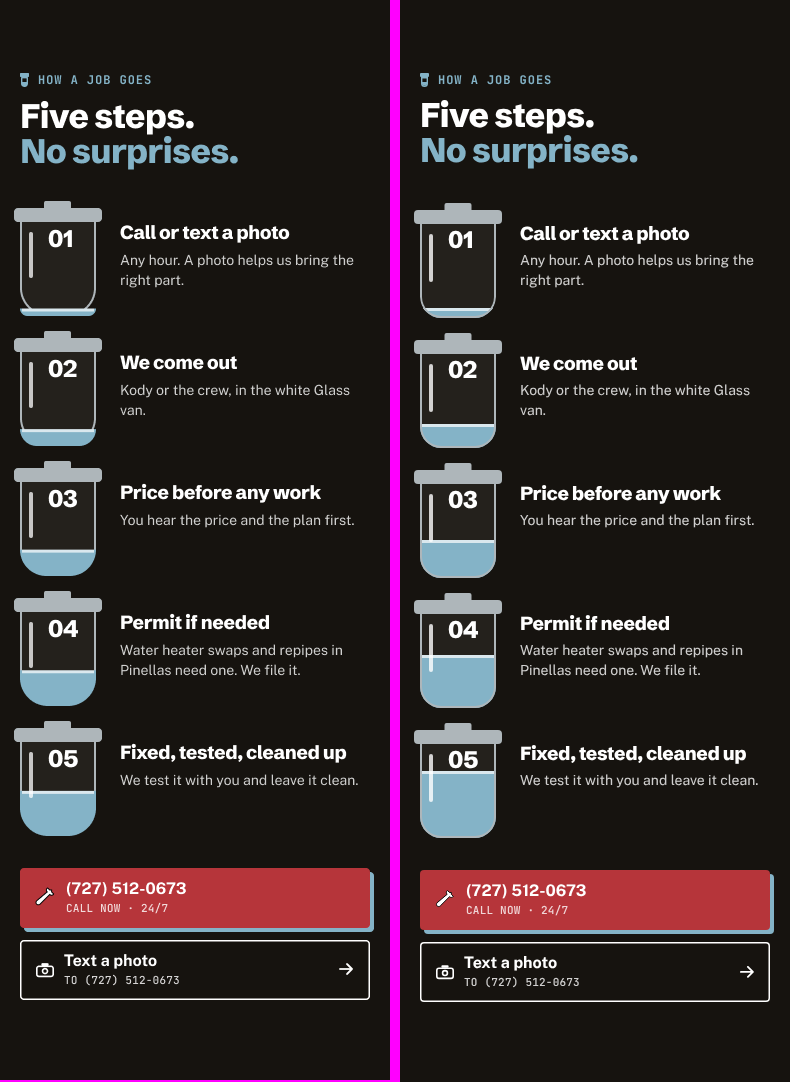 HOW A JOB GOES
Five steps.
No surprises.
01
Call or text a photo
Any hour. A photo helps us bring the
right part.
02
We come out
Kody or the crew, in the white Glass
van.
03
Price before any work
You hear the price and the plan first.
04
Permit if needed
Water heater swaps and repipes in
Pinellas need one. We file it.
05
Fixed, tested, cleaned up
We test it with you and leave it clean.
(727) 512-0673
CALL NOW · 24/7
Text a photo
TO (727) 512-0673
HOW A JOB GOES
Five steps.
No surprises.
01
Call or text a photo
Any hour. A photo helps us bring the
right part.
02
We come out
Kody or the crew, in the white Glass
van.
03
Price before any work
You hear the price and the plan first.
04
Permit if needed
Water heater swaps and repipes in
Pinellas need one. We file it.
05
Fixed, tested, cleaned up
We test it with you and leave it clean.
(727) 512-0673
CALL NOW · 24/7
Text a photo
TO (727) 512-0673